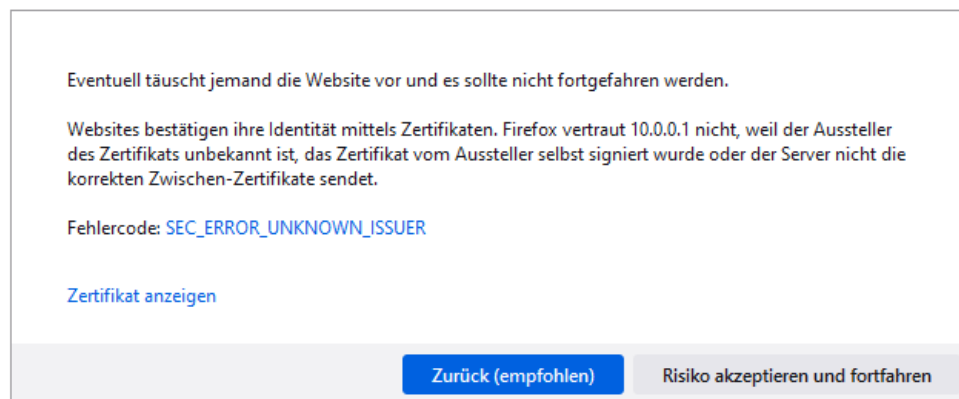 Eventuell täuscht jemand die Website vor und es sollte nicht fortgefahren werden.
Websites bestätigen ihre Identität mittels Zertifikaten. Firefox vertraut 10.0.0.1 nicht, weil der Aussteller
des Zertifikats unbekannt ist, das Zertifikat vom Aussteller selbst signiert wurde oder der Server nicht die
korrekten Zwischen-Zertifikate sendet.
Fehlercode: SEC_ERROR_UNKNOWN_ISSUER
Zertifikat anzeigen
Zurück (empfohlen) Risiko akzeptieren und fortfahren